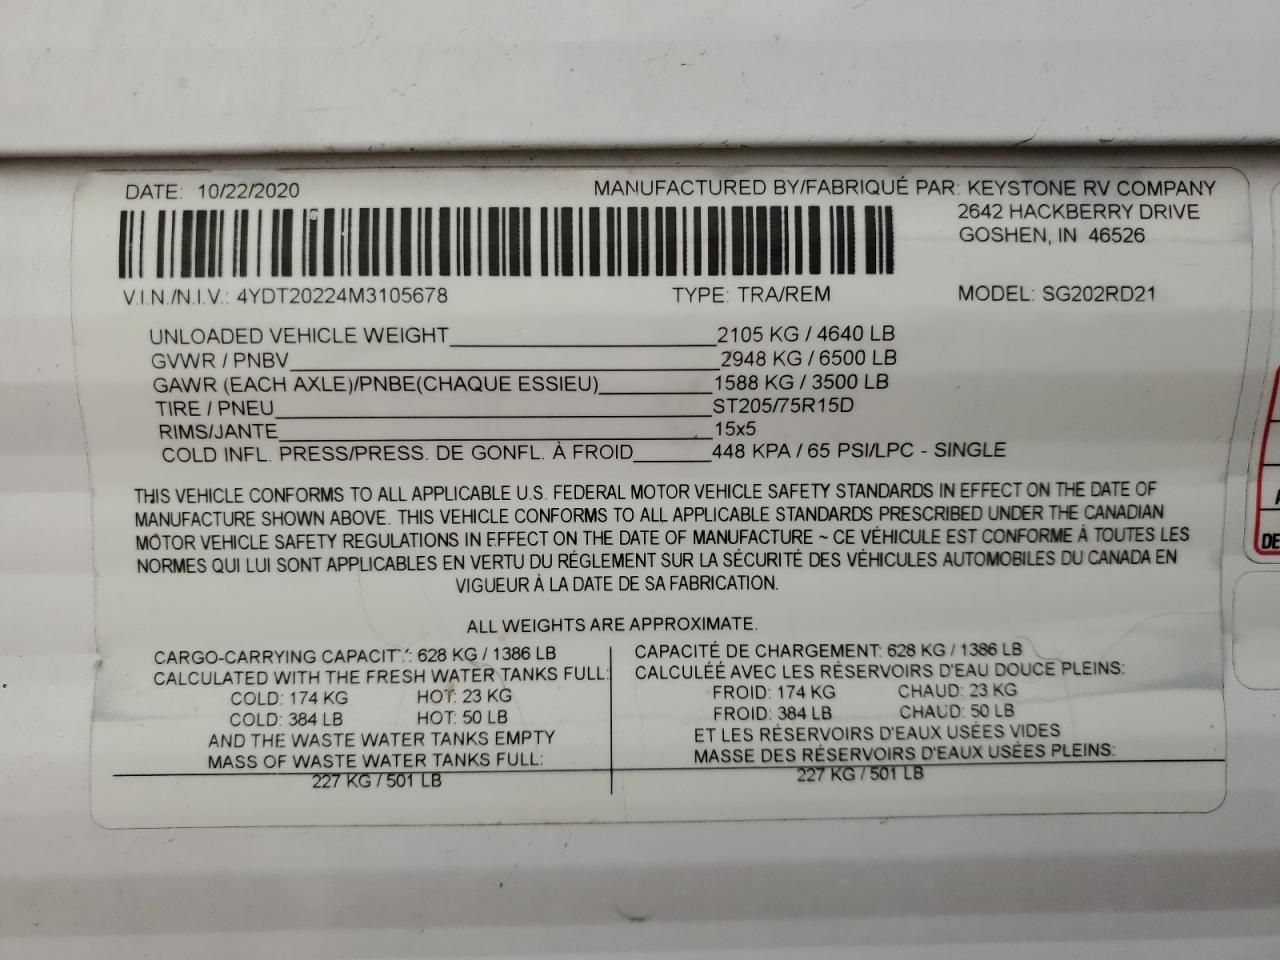 DATE: 10/22/2020
MANUFACTURED BY/FABRIQUÉ PAR: KEYSTONE RV COMPANY
2642 HACKBERRY DRIVE
GOSHEN, IN 46526
V.I.N./N.I.V.: 4YDT20224M3105678 TYPE: TRA/REM MODEL: SG202RD21
UNLOADED VEHICLE WEIGHT 2105 KG / 4640 LB
GVWR / PNBV 2948 KG / 6500 LB
GAWR (EACH AXLE)/PNBE(CHAQUE ESSIEU) 1588 KG / 3500 LB
TIRE / PNEU ST205/75R15D
RIMS/JANTE 15x5
COLD INFL. PRESS/PRESS. DE GONFL. À FROID 448 KPA / 65 PSI/LPC - SINGLE
THIS VEHICLE CONFORMS TO ALL APPLICABLE U.S. FEDERAL MOTOR VEHICLE SAFETY STANDARDS IN EFFECT ON THE DATE OF
MANUFACTURE SHOWN ABOVE. THIS VEHICLE CONFORMS TO ALL APPLICABLE STANDARDS PRESCRIBED UNDER THE CANADIAN
MOTOR VEHICLE SAFETY REGULATIONS IN EFFECT ON THE DATE OF MANUFACTURE ~ CE VÉHICULE EST CONFORME À TOUTES LES
NORMES QUI LUI SONT APPLICABLES EN VERTU DU RÉGLEMENT SUR LA SÉCURITÉ DES VÉHICULES AUTOMOBILES DU CANADA EN
VIGUEUR À LA DATE DE SA FABRICATION.
ALL WEIGHTS ARE APPROXIMATE.
CARGO-CARRYING CAPACITY: 628 KG / 1386 LB
CALCULATED WITH THE FRESH WATER TANKS FULL:
COLD: 174 KG HOT: 23 KG
COLD: 384 LB HOT: 50 LB
AND THE WASTE WATER TANKS EMPTY
MASS OF WASTE WATER TANKS FULL:
227 KG / 501 LB
CAPACITÉ DE CHARGEMENT: 628 KG / 1386 LB
CALCULÉE AVEC LES RÉSERVOIRS D'EAU DOUCE PLEINS:
FROID: 174 KG CHAUD: 23 KG
FROID: 384 LB CHAUD: 50 LB
ET LES RÉSERVOIRS D'EAUX USÉES VIDES
MASSE DES RÉSERVOIRS D'EAUX USÉES PLEINS:
227 KG / 501 LB